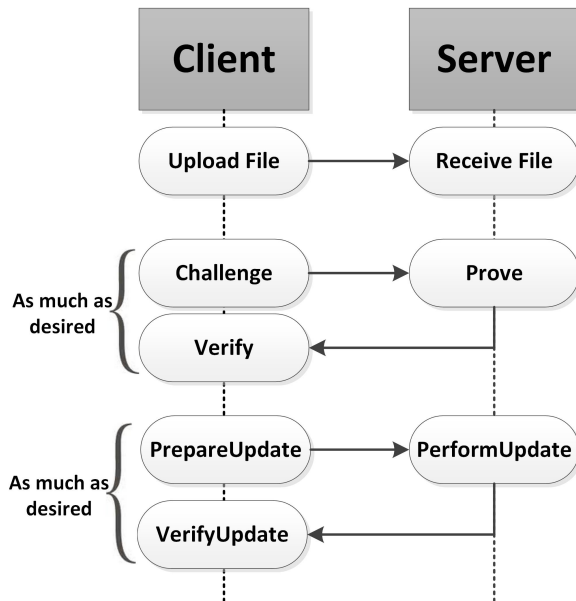 Client
Server
Upload File
Receive File
As much as
desired
Challenge
Prove
Verify
As much as
desired
PrepareUpdate
PerformUpdate
VerifyUpdate